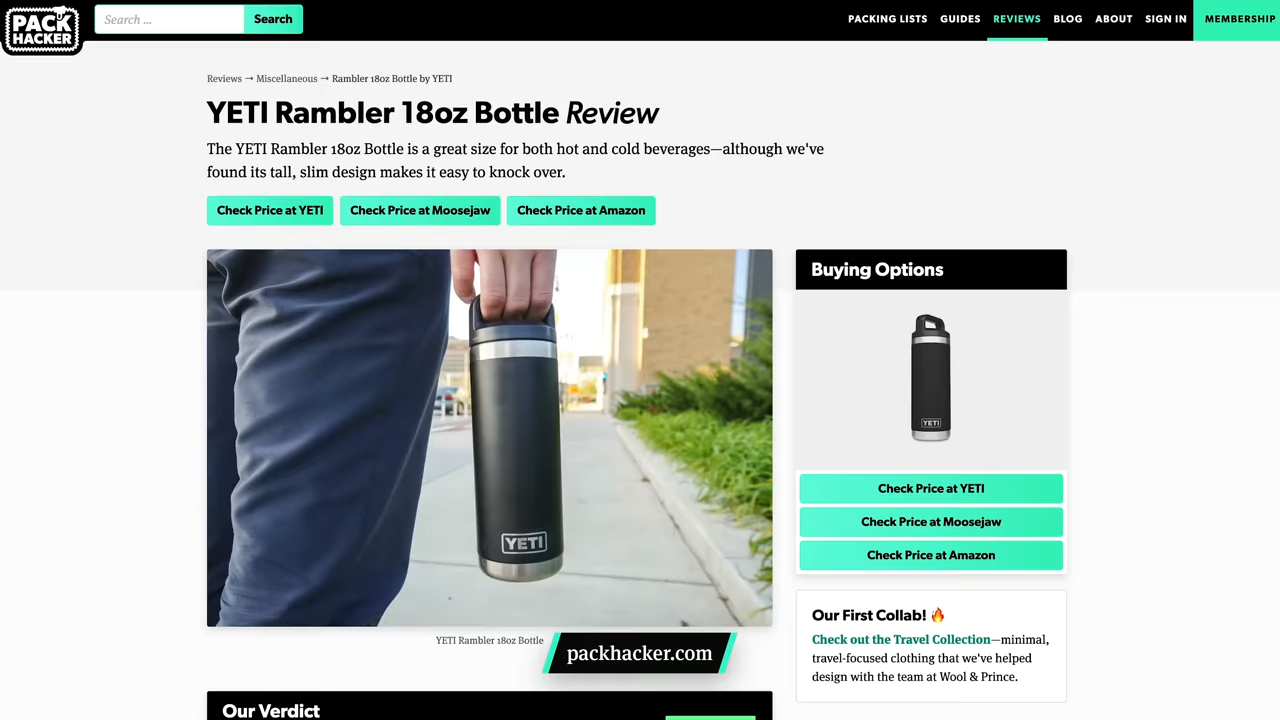 PACK
HACKER
Search ...
Search
PACKING LISTS
GUIDES
REVIEWS
BLOG
ABOUT
SIGN IN
MEMBERSHIP
Reviews → Miscellaneous → Rambler 18oz Bottle by YETI
YETI Rambler 18oz Bottle Review
The YETI Rambler 18oz Bottle is a great size for both hot and cold beverages—although we've
found its tall, slim design makes it easy to knock over.
Check Price at YETI
Check Price at Moosejaw
Check Price at Amazon
YETI
YETI Rambler 18oz Bottle
packhacker.com
Our Verdict
Buying Options
YETI
Check Price at YETI
Check Price at Moosejaw
Check Price at Amazon
Our First Collab! 🔥
Check out the Travel Collection—minimal,
travel-focused clothing that we've helped
design with the team at Wool & Prince.